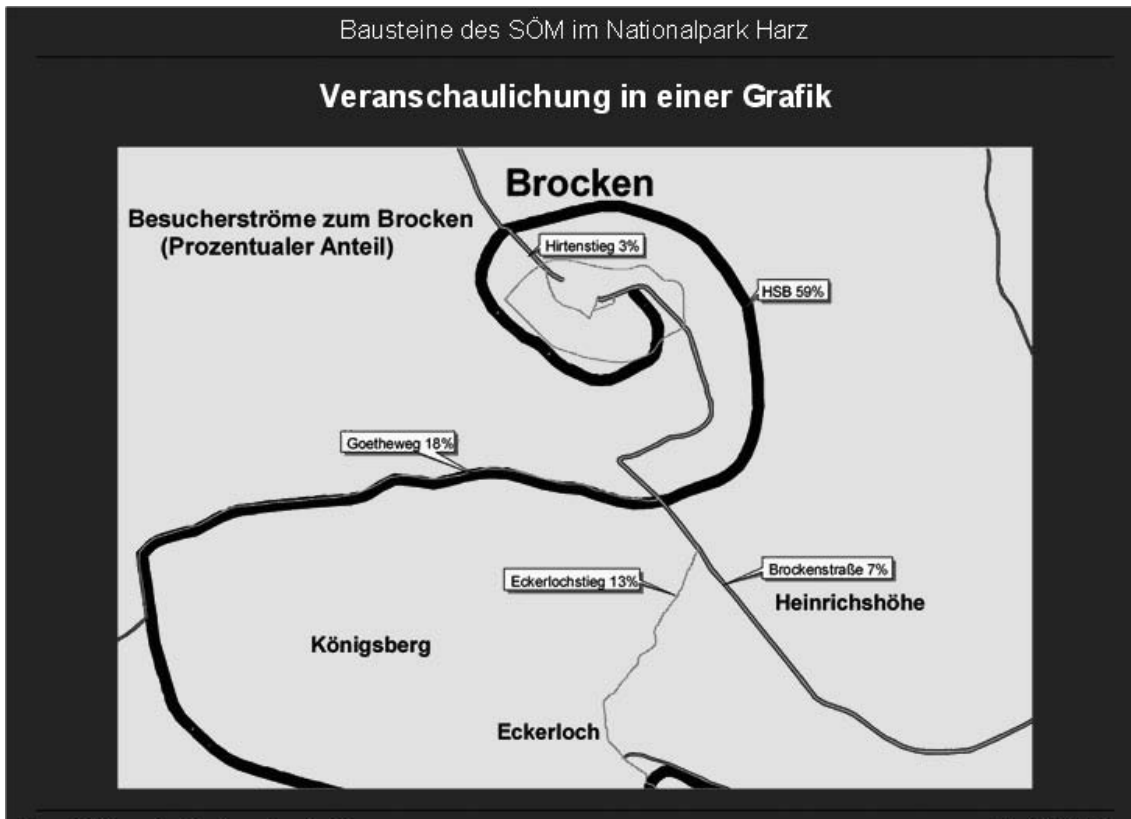 Bausteine des SÖM im Nationalpark Harz
Veranschaulichung in einer Grafik
Brocken
Besucherströme zum Brocken
(Prozentualer Anteil)
Hirtenstieg 3%
HSB 59%
Goetheweg 18%
Eckerlochstieg 13%
Brockenstraße 7%
Heinrichshöhe
Königsberg
Eckerloch